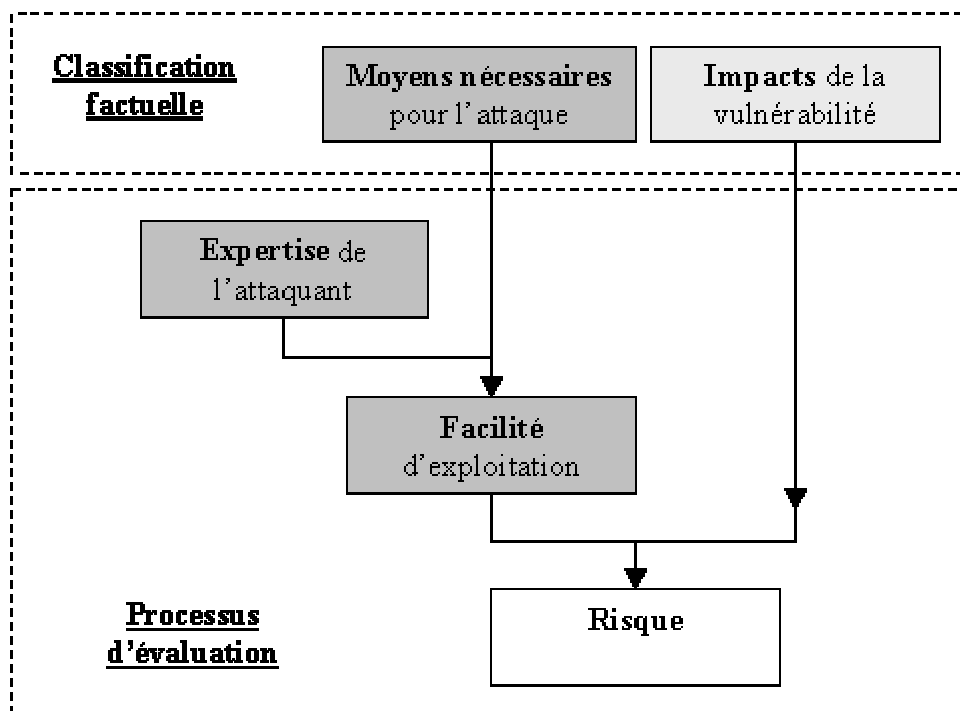 Classification
factuelle
Moyens nécessaires
pour l'attaque
Impacts de la
vulnérabilité
Expertise de
l'attaquant
Facilité
d'exploitation
Risque
Processus
d'évaluation